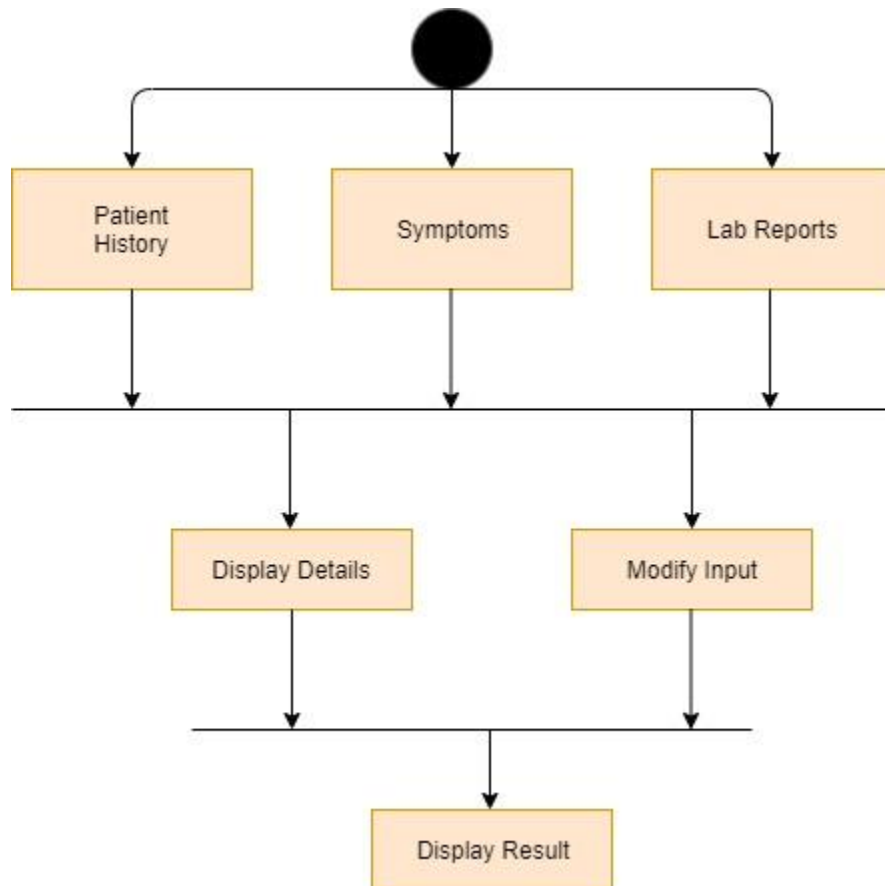 Patient
History
Symptoms
Lab Reports
Display Details
Modify Input
Display Result